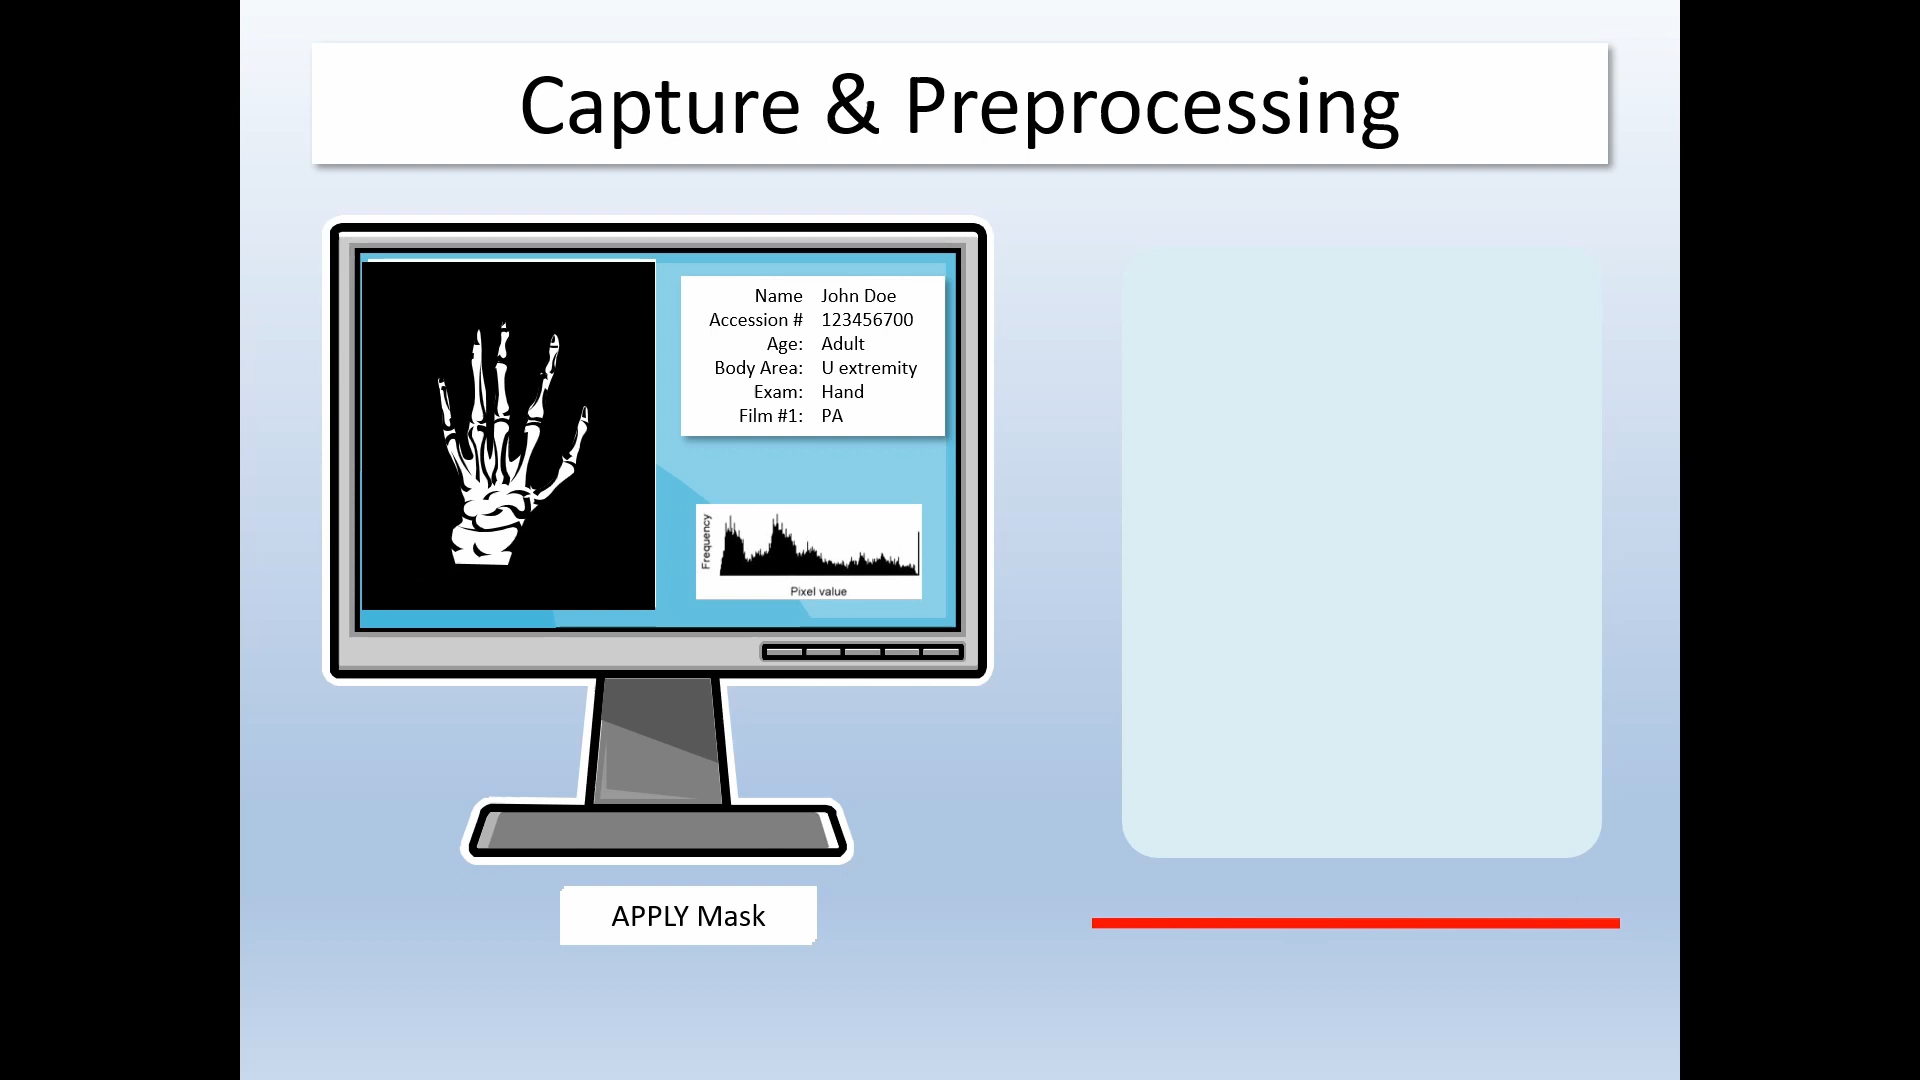 Capture & Preprocessing
Name John Doe
Accession # 123456700
Age: Adult
Body Area: U extremity
Exam: Hand
Film #1: PA
Frequency
Pixel value
APPLY Mask